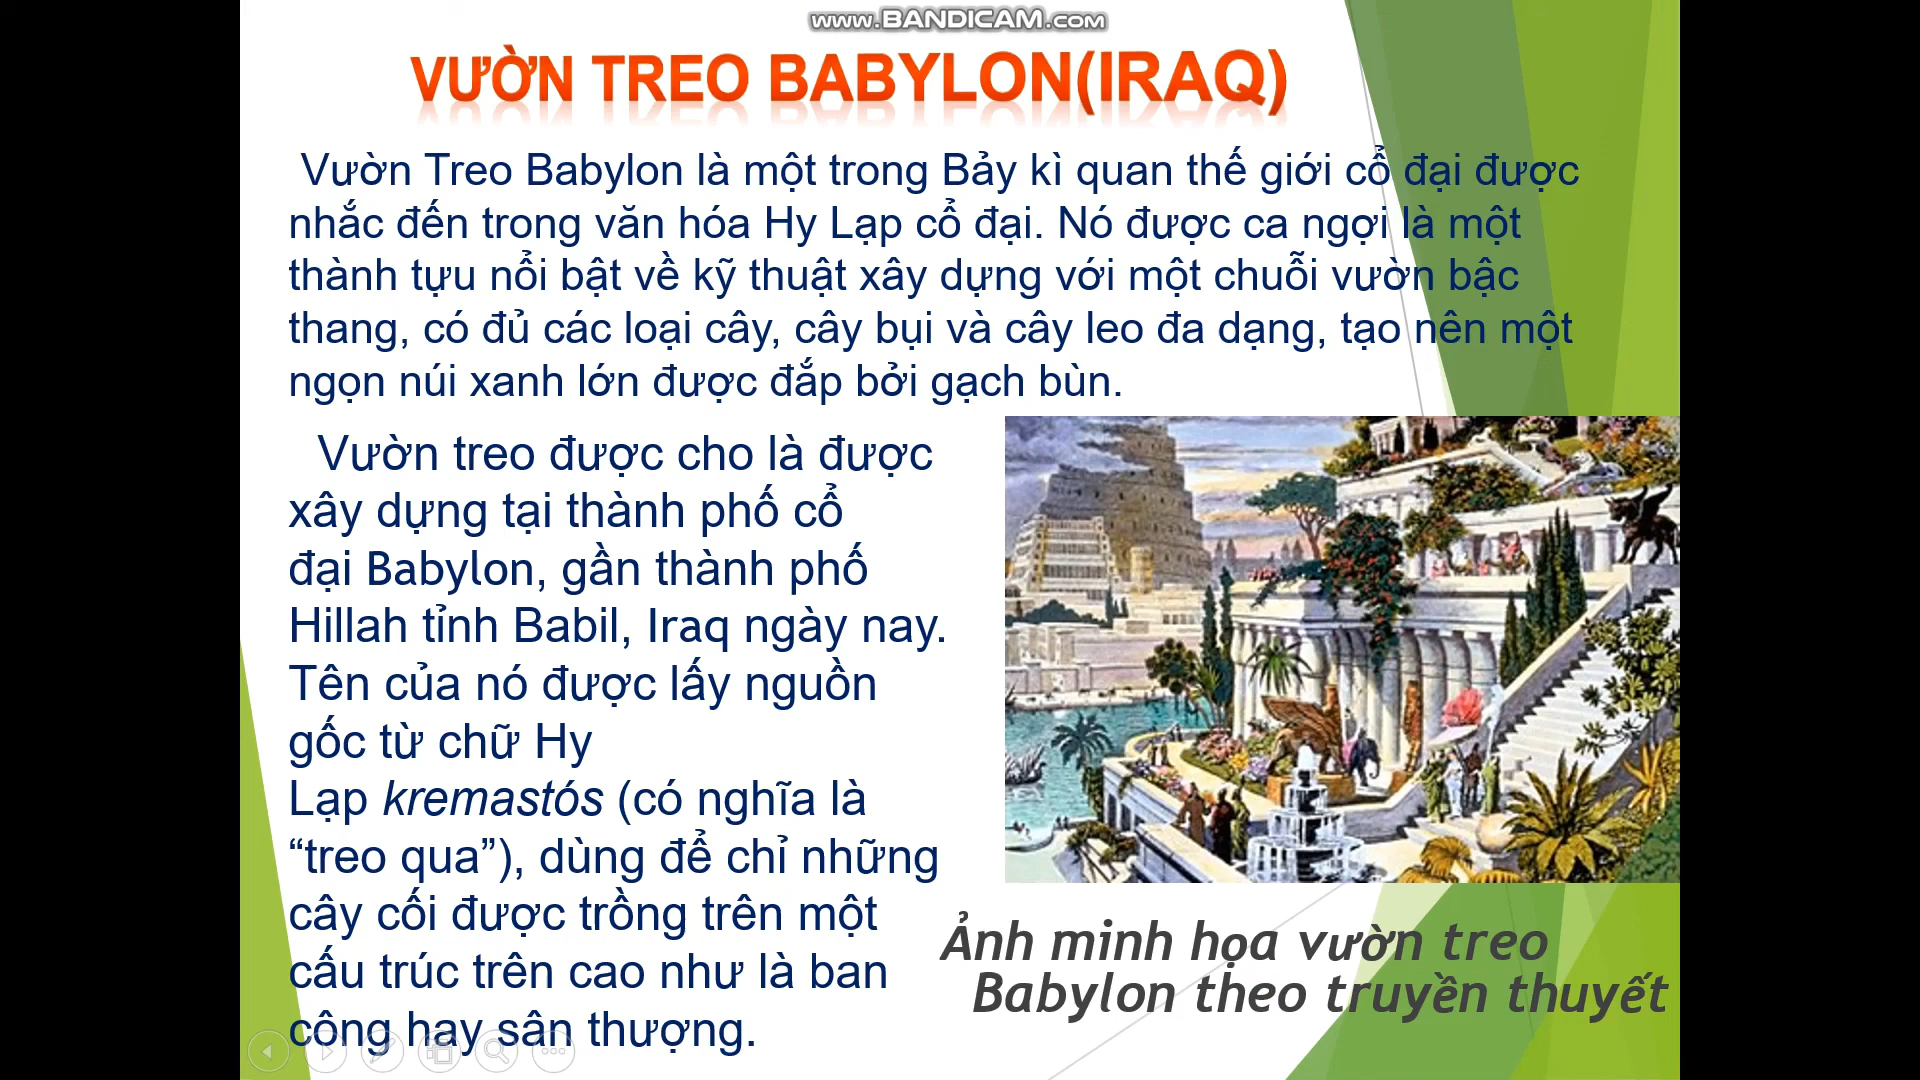 www.BANDICAM.com
VƯỜN TREO BABYLON(IRAQ)
Vườn Treo Babylon là một trong Bảy kì quan thế giới cổ đại được
nhắc đến trong văn hóa Hy Lạp cổ đại. Nó được ca ngợi là một
thành tựu nổi bật về kỹ thuật xây dựng với một chuỗi vườn bậc
thang, có đủ các loại cây, cây bụi và cây leo đa dạng, tạo nên một
ngọn núi xanh lớn được đắp bởi gạch bùn.
Vườn treo được cho là được
xây dựng tại thành phố cổ
đại Babylon, gần thành phố
Hillah tỉnh Babil, Iraq ngày nay.
Tên của nó được lấy nguồn
gốc từ chữ Hy
Lạp kremastós (có nghĩa là
“treo qua”), dùng để chỉ những
cây cối được trồng trên một
cấu trúc trên cao như là ban
công hay sân thượng.
Ảnh minh họa vườn treo
Babylon theo truyền thuyết